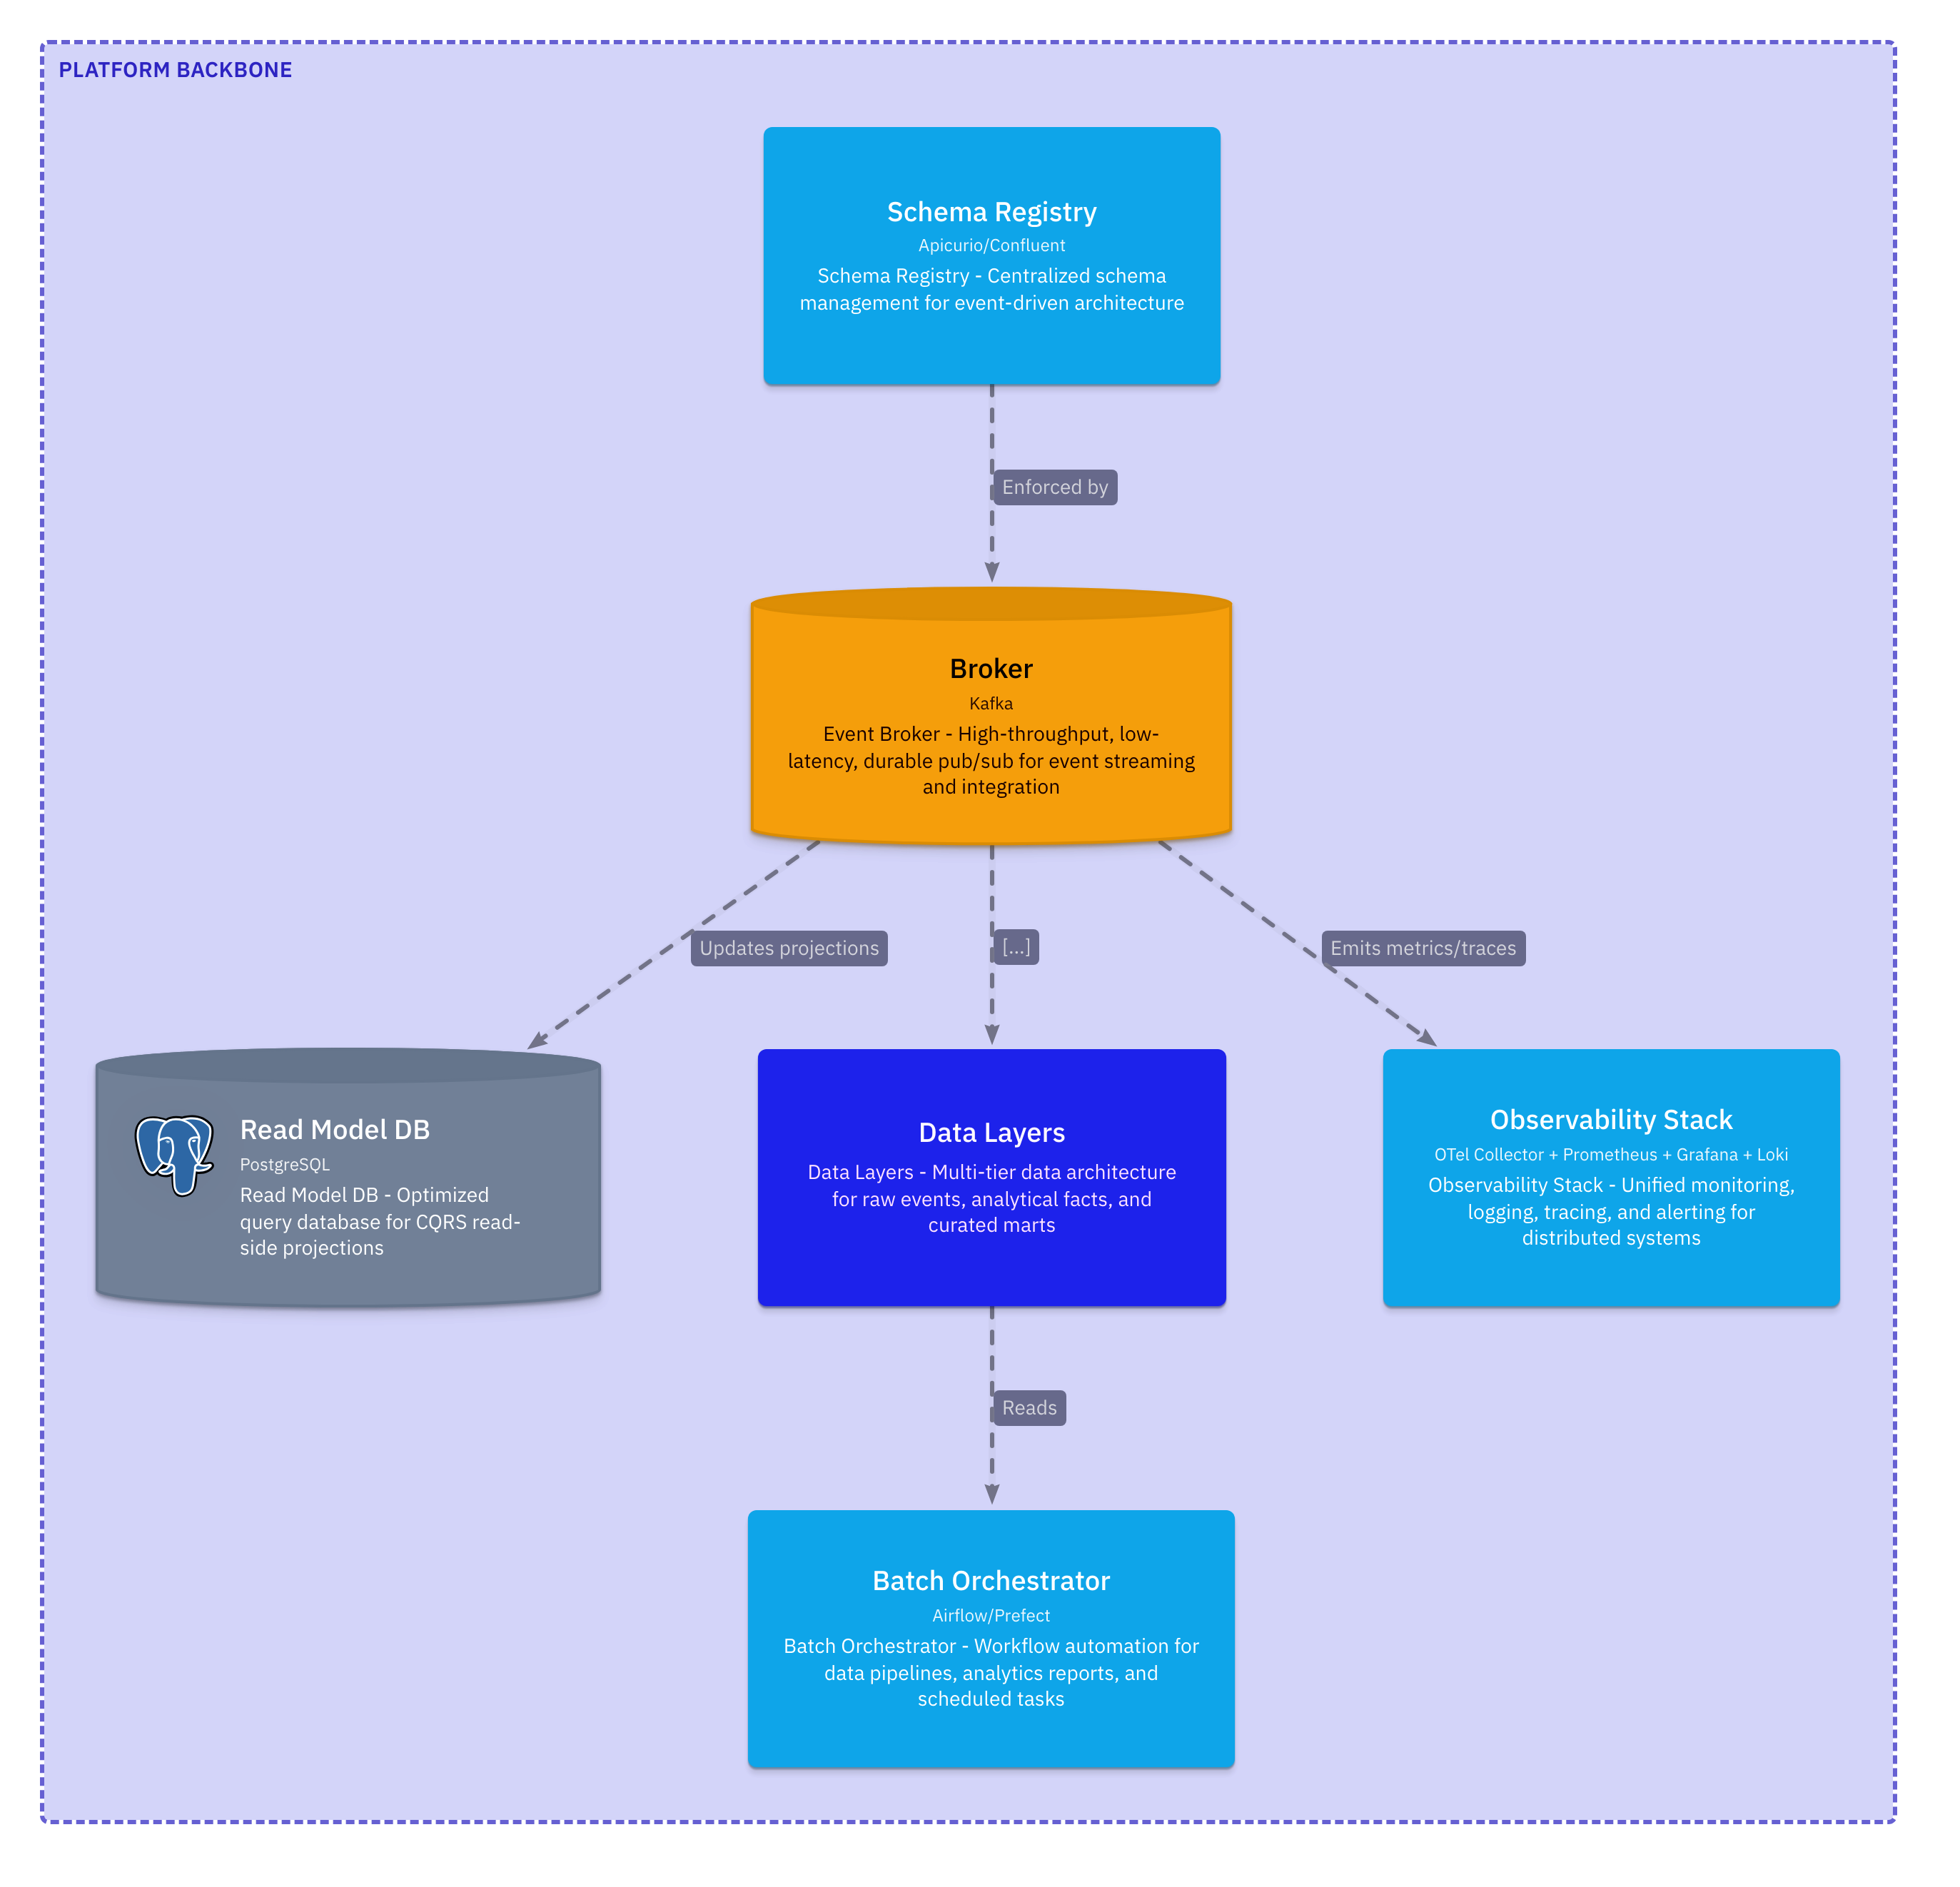 PLATFORM BACKBONE
Schema Registry
Apicurio/Confluent
Schema Registry - Centralized schema
management for event-driven architecture
Enforced by
Broker
Kafka
Event Broker - High-throughput, low-
latency, durable pub/sub for event streaming
and integration
Updates projections
[...]
Emits metrics/traces
Read Model DB
PostgreSQL
Read Model DB - Optimized
query database for CQRS read-
side projections
Data Layers
Data Layers - Multi-tier data architecture
for raw events, analytical facts, and
curated marts
Observability Stack
OTel Collector + Prometheus + Grafana + Loki
Observability Stack - Unified monitoring,
logging, tracing, and alerting for
distributed systems
Reads
Batch Orchestrator
Airflow/Prefect
Batch Orchestrator - Workflow automation for
data pipelines, analytics reports, and
scheduled tasks